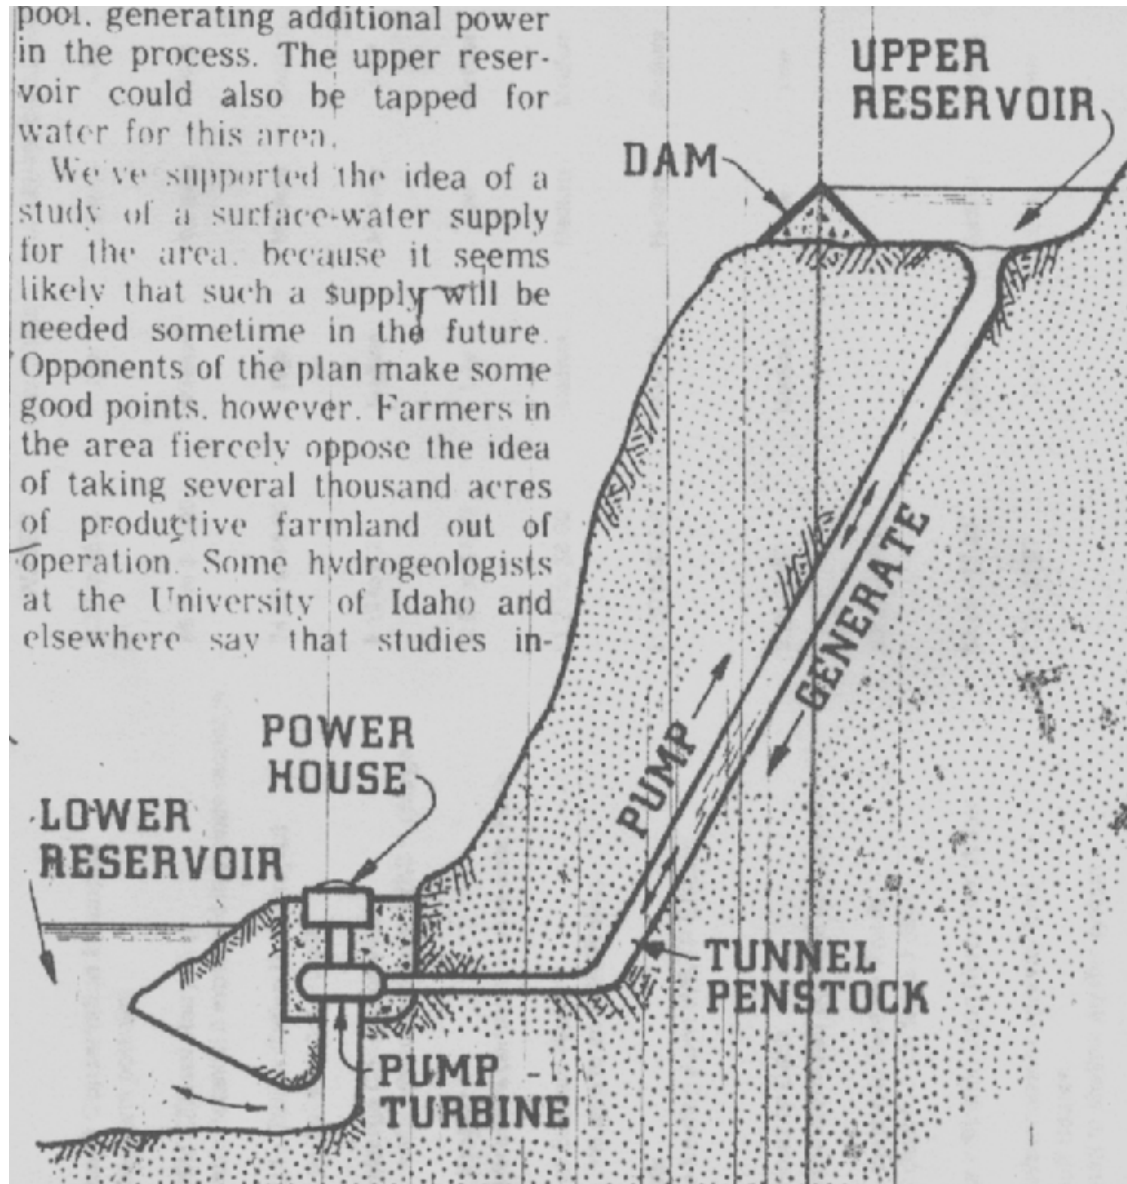 pool, generating additional power
in the process. The upper reser-
voir could also be tapped for
water for this area.
We've supported the idea of a
study of a surface-water supply
for the area, because it seems
likely that such a supply will be
needed sometime in the future.
Opponents of the plan make some
good points, however. Farmers in
the area fiercely oppose the idea
of taking several thousand acres
of productive farmland out of
operation. Some hydrogeologists
at the University of Idaho and
elsewhere say that studies in-
UPPER
RESERVOIR
DAM
GENERATE
PUMP
POWER
HOUSE
LOWER
RESERVOIR
TUNNEL
PENSTOCK
PUMP -
TURBINE